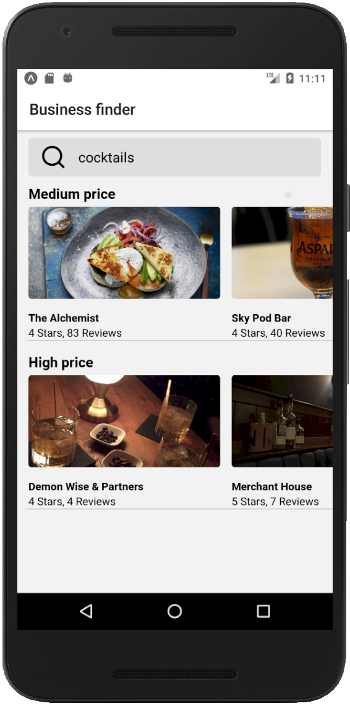 LTE 11:11
Business finder
cocktails
Medium price
ASPAL
The Alchemist
4 Stars, 83 Reviews
Sky Pod Bar
4 Stars, 40 Reviews
High price
Demon Wise & Partners
4 Stars, 4 Reviews
Merchant House
5 Stars, 7 Reviews